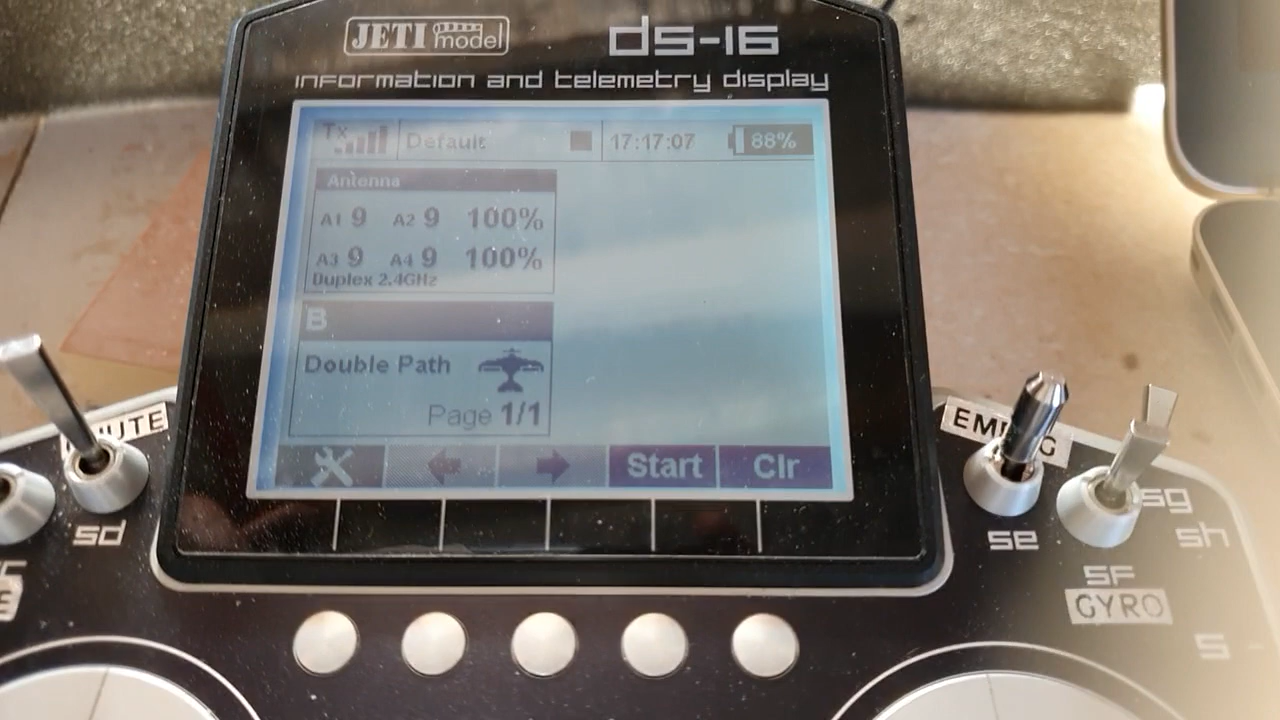 JETI model
ds-16
information and telemetry display
Tx Default 17:17:07 88%
Antenna
A1 9 A2 9 100%
A3 9 A4 9 100%
Duplex 2.4GHz
B
Double Path
Page 1/1
Start Clr
sd
se
sg
sh
SF
GYRO
S